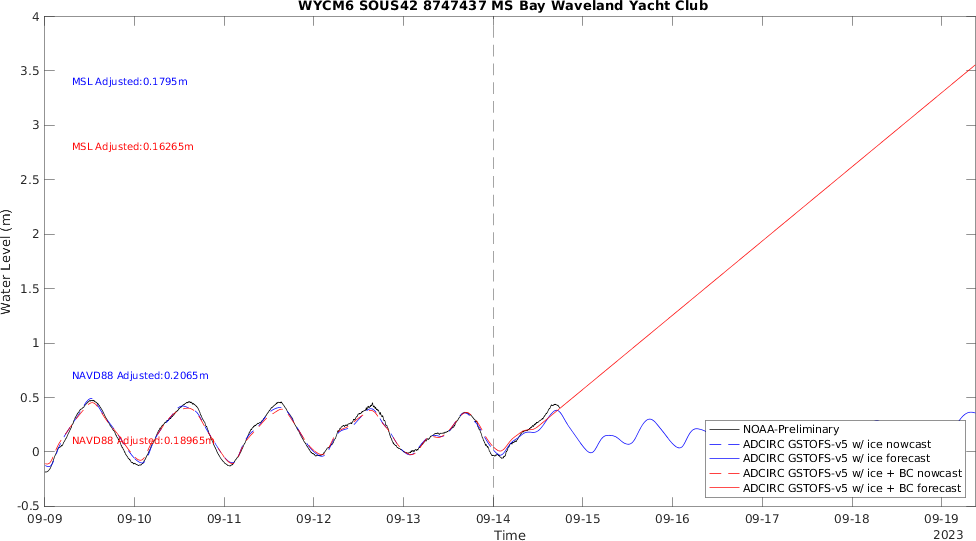 WYCM6 SOUS42 8747437 MS Bay Waveland Yacht Club
4
3.5
3
2.5
2
1.5
1
0.5
0
-0.5
Water Level (m)
MSL Adjusted:0.1795m
MSL Adjusted:0.16265m
NAVD88 Adjusted:0.2065m
NAVD88 Adjusted:0.18965m
NOAA-Preliminary
ADCIRC GSTOFS-v5 w/ ice nowcast
ADCIRC GSTOFS-v5 w/ ice forecast
ADCIRC GSTOFS-v5 w/ice + BC nowcast
ADCIRC GSTOFS-v5 w/ice + BC forecast
09-09 09-10 09-11 09-12 09-13 09-14 09-15 09-16 09-17 09-18 09-19
Time
2023